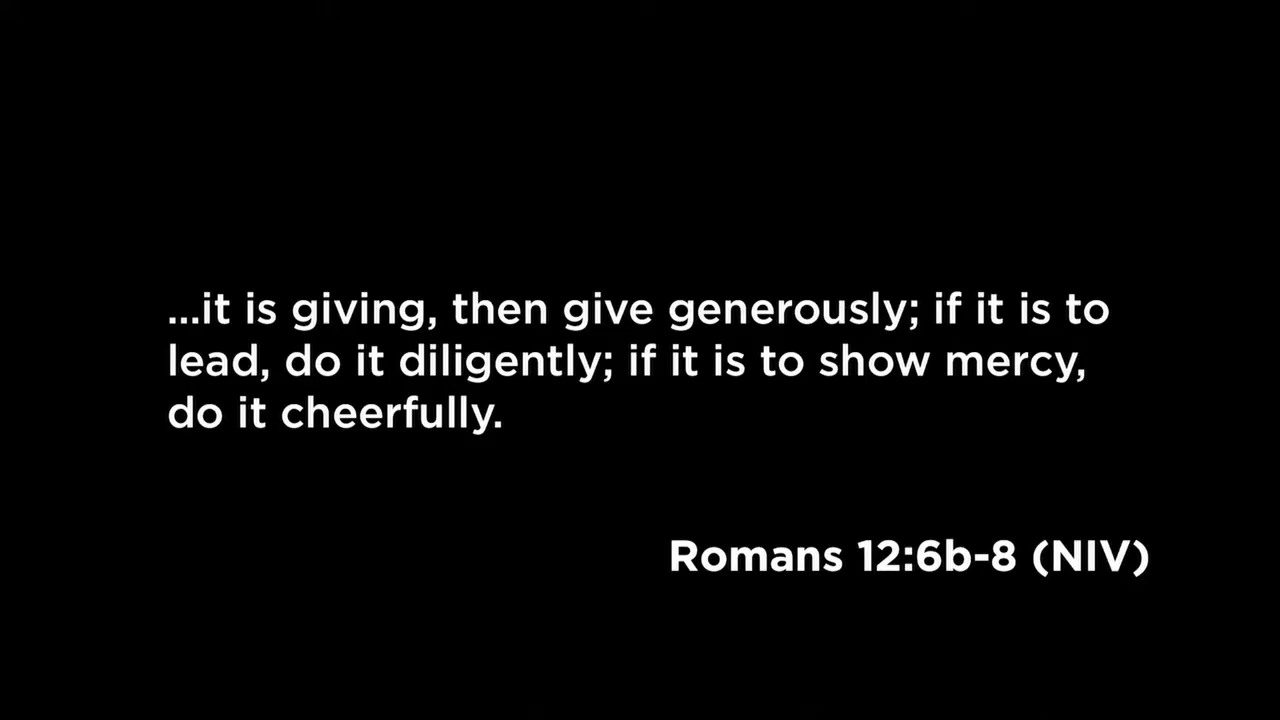 ...it is giving, then give generously; if it is to
lead, do it diligently; if it is to show mercy,
do it cheerfully.
Romans 12:6b-8 (NIV)